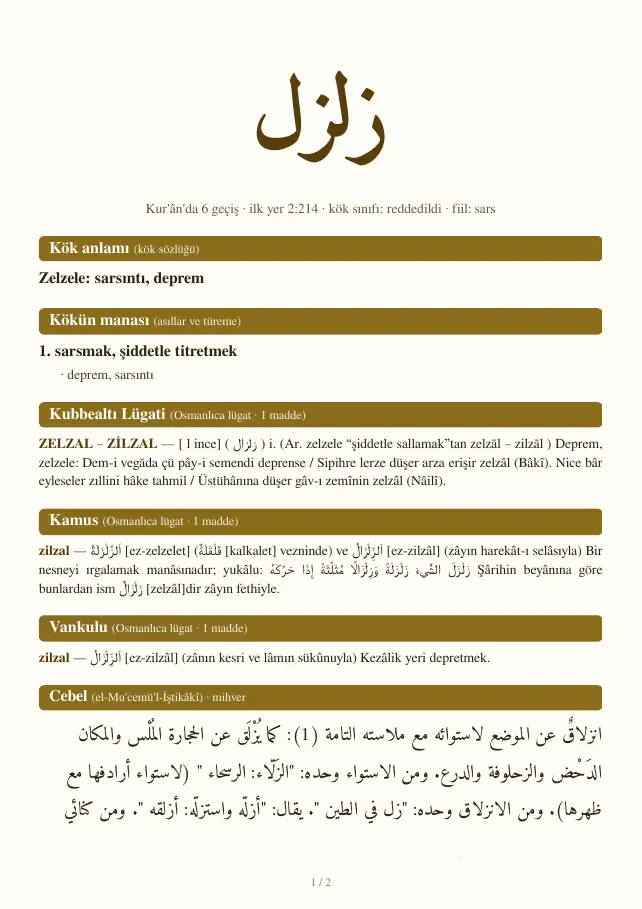 زلزل
Kur'ân'da 6 geçiş · ilk yer 2:214 · kök sınıfı: reddedildi · fiil: sars
Kök anlamı (kök sözlüğü)
Zelzele: sarsıntı, deprem
Kökün manası (asıllar ve türeme)
1. sarsmak, şiddetle titretmek
· deprem, sarsıntı
Kubbealtı Lügati (Osmanlıca lügat · 1 madde)
ZELZAL – ZİLZAL — [ l ince] ( زلزال ) i. (Ar. zelzele “şiddetle sallamak”tan zelzāl – zilzāl ) Deprem,
zelzele: Dem-i vegāda çü pây-i semendi deprense / Sipihre lerze düşer arza erişir zelzâl (Bâkî). Nice bâr
eyleseler zıllini hâke tahmil / Üstühânına düşer gâv-ı zemînin zelzâl (Nâilî).
Kamus (Osmanlıca lügat · 1 madde)
zilzal — اَلزَّلْزَلَةُ [ez-zelzelet] (قَلْقَلَةٌ [kalkalet] vezninde) ve اَلزِّلْزَالُ [ez-zilzâl] (zâyın harekât-ı selâsıyla) Bir
nesneyi ırgalamak manâsınadır; yukâlu: زَلْزَلَ الشَّيْءَ زَلْزَلَةً وَزِلْزَالًا مُثَلَّثَةً إِذَا حَرَّكَهُ Şârihin beyânına göre
bunlardan ism زَلْزَالٌ [zelzâl]dir zâyın fethiyle.
Vankulu (Osmanlıca lügat · 1 madde)
zilzal — اَلزِّلْزَالُ [ez-zilzâl] (zânın kesri ve lâmın sükûnuyla) Kezâlik yeri depretmek.
Cebel (el-Mu'cemü'l-İştikâkî) · mihver
انزلاقٌ عن الموضع لاستوائه مع ملاسته التامة (1): كما يُزْلَق عن الحجارة المُلْس والمكان
الدَحْض والزحلوفة والدرع. ومن الاستواء وحده: "الزَلّاء: الرسحاء " (لاستواء أرادفها مع
ظهرها). ومن الانزلاق وحده: "زل في الطين ". يقال: "أزلّه واستزلّه: أزلقه ". ومن كنائي
1 / 2